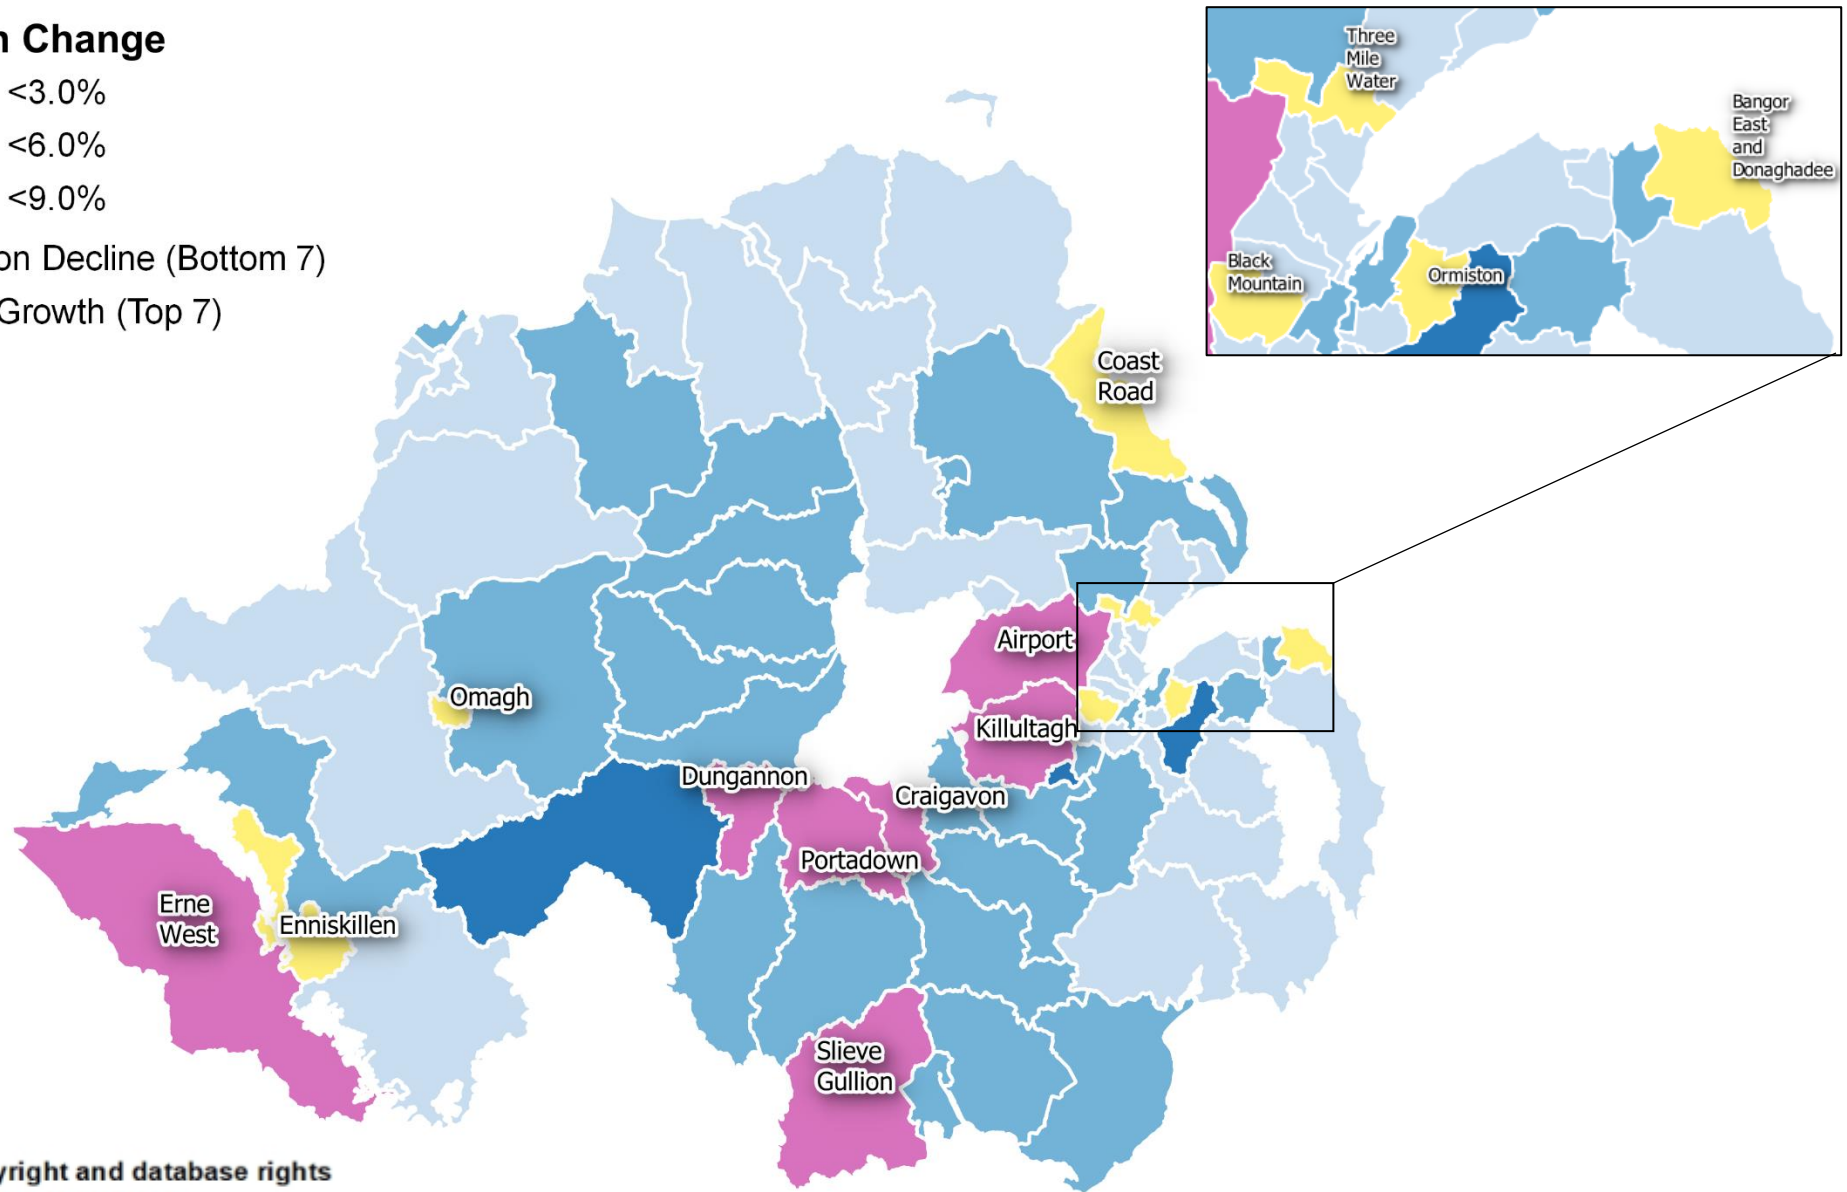 n Change
<3.0%
<6.0%
<9.0%
on Decline (Bottom 7)
Growth (Top 7)
Three
Mile
Water
Bangor
East
and
Donaghadee
Black
Mountain
Ormiston
Coast
Road
Airport
Omagh
Killultagh
Dungannon
Craigavon
Portadown
Erne
West
Enniskillen
Slieve
Gullion
yright and database rights